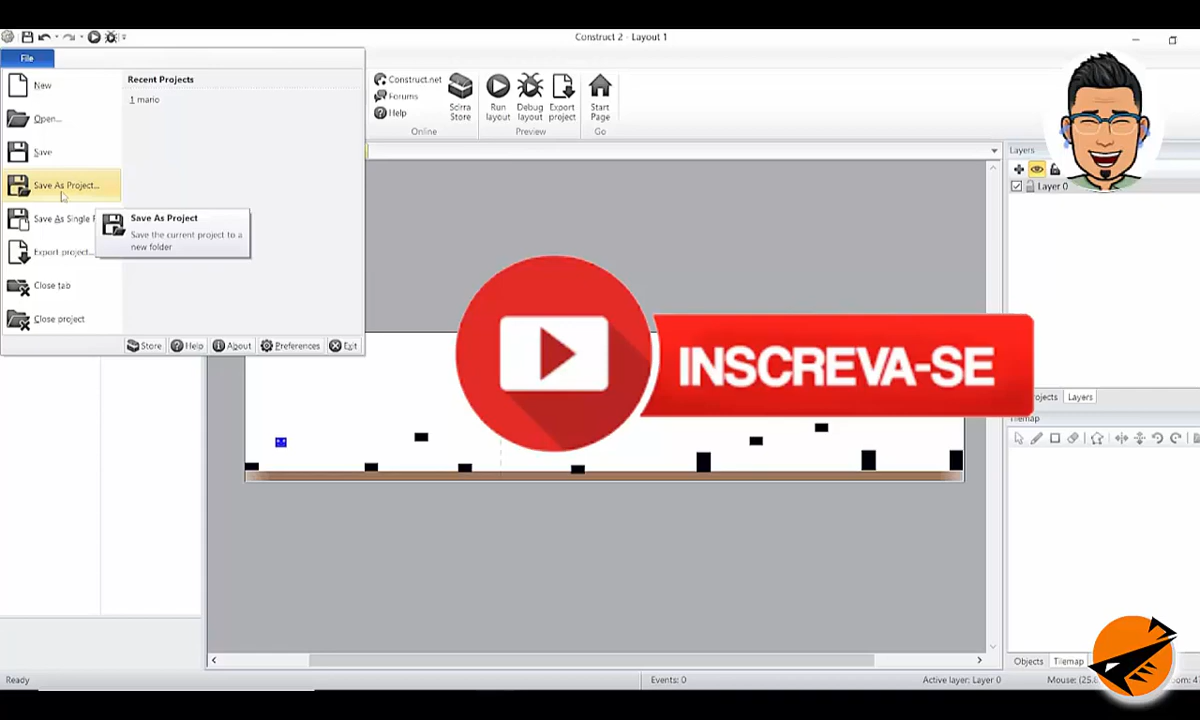 Construct 2 - Layout 1
File
New
Open...
Save
Save As Project...
Save As Single
Export project...
Close tab
Close project
Recent Projects
1 mario
Save As Project
Save the current project to a
new folder
Store Help About Preferences Exit
Construct.net
Forums
Help
Online
Scirra
Store
Run
layout
Debug
layout
Export
project
Preview
Start
Page
Go
Layers
Layer 0
INSCREVA-SE
Layers
Tilemap
Objects Tilemap
Ready
Events: 0
Active layer: Layer 0
Mouse: